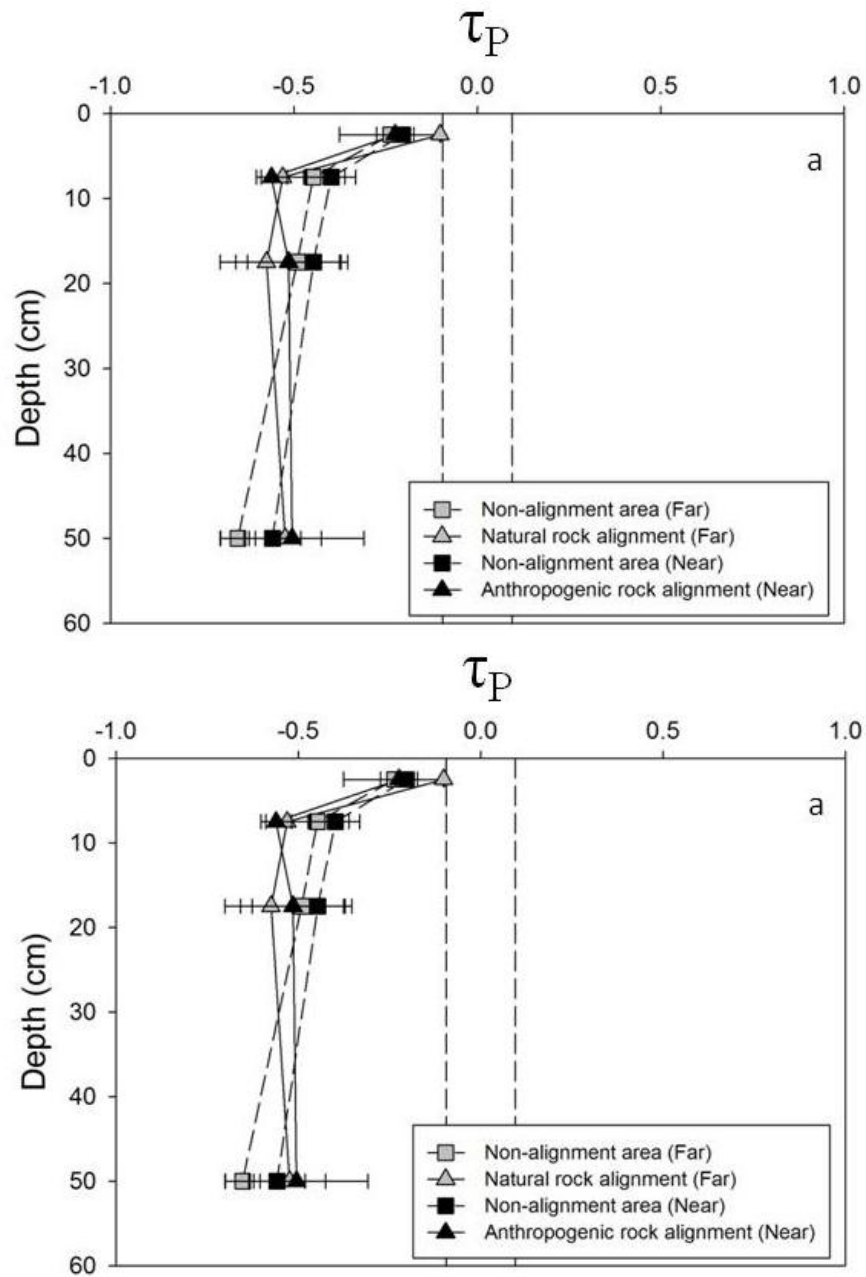 τP
-1.0 -0.5 0.0 0.5 1.0
0
a
10
20
30
40
50
60
Depth (cm)
Non-alignment area (Far)
Natural rock alignment (Far)
Non-alignment area (Near)
Anthropogenic rock alignment (Near)
τP
-1.0 -0.5 0.0 0.5 1.0
0
a
10
20
30
40
50
60
Depth (cm)
Non-alignment area (Far)
Natural rock alignment (Far)
Non-alignment area (Near)
Anthropogenic rock alignment (Near)